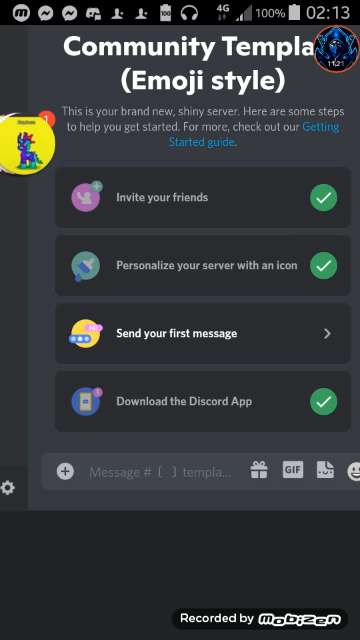 4G 100% 02:13
Community Templa
(Emoji style)
11,21
1
This is your brand new, shiny server. Here are some steps
to help you get started. For more, check out our Getting
Started guide.
Invite your friends
Personalize your server with an icon
Send your first message
Download the Discord App
Message # [ ] templa...
GIF
Recorded by mobizen